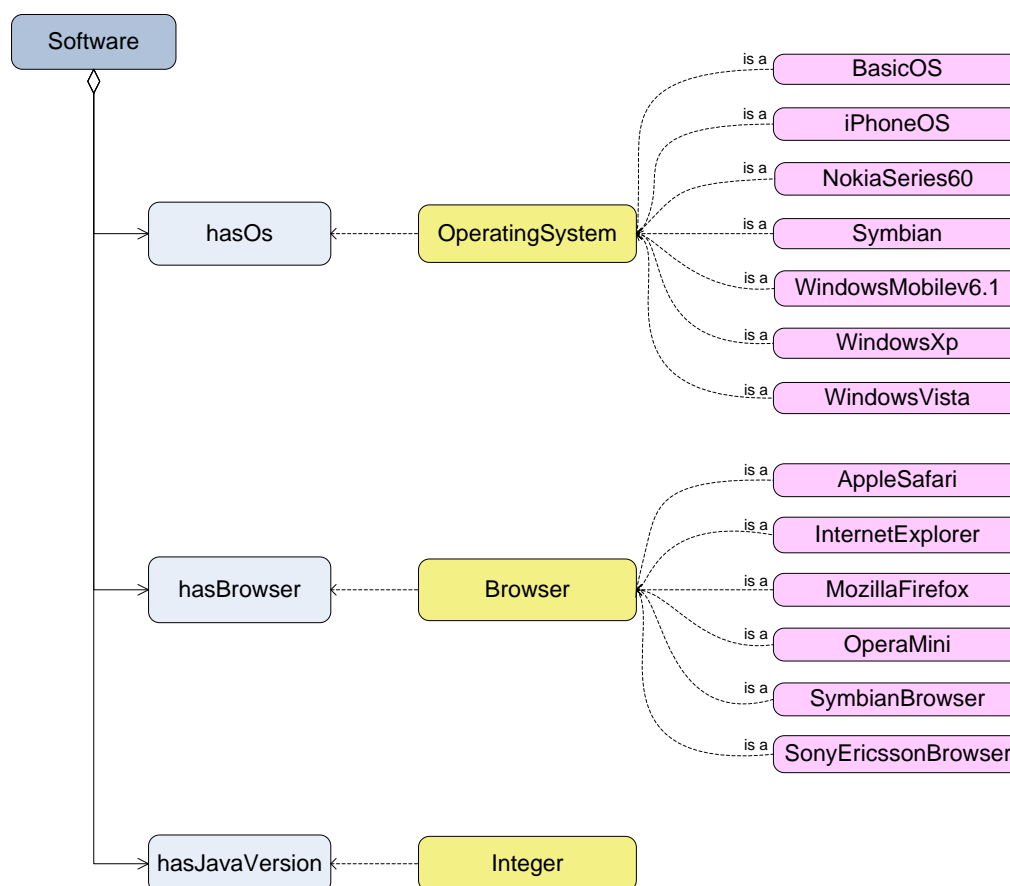 Software
is a
BasicOS
is a
iPhoneOS
is a
NokiaSeries60
hasOs
OperatingSystem
is a
Symbian
is a
WindowsMobilev6.1
is a
WindowsXp
is a
WindowsVista
is a
AppleSafari
is a
InternetExplorer
hasBrowser
Browser
is a
MozillaFirefox
is a
OperaMini
is a
SymbianBrowser
is a
SonyEricssonBrowser
hasJavaVersion
Integer